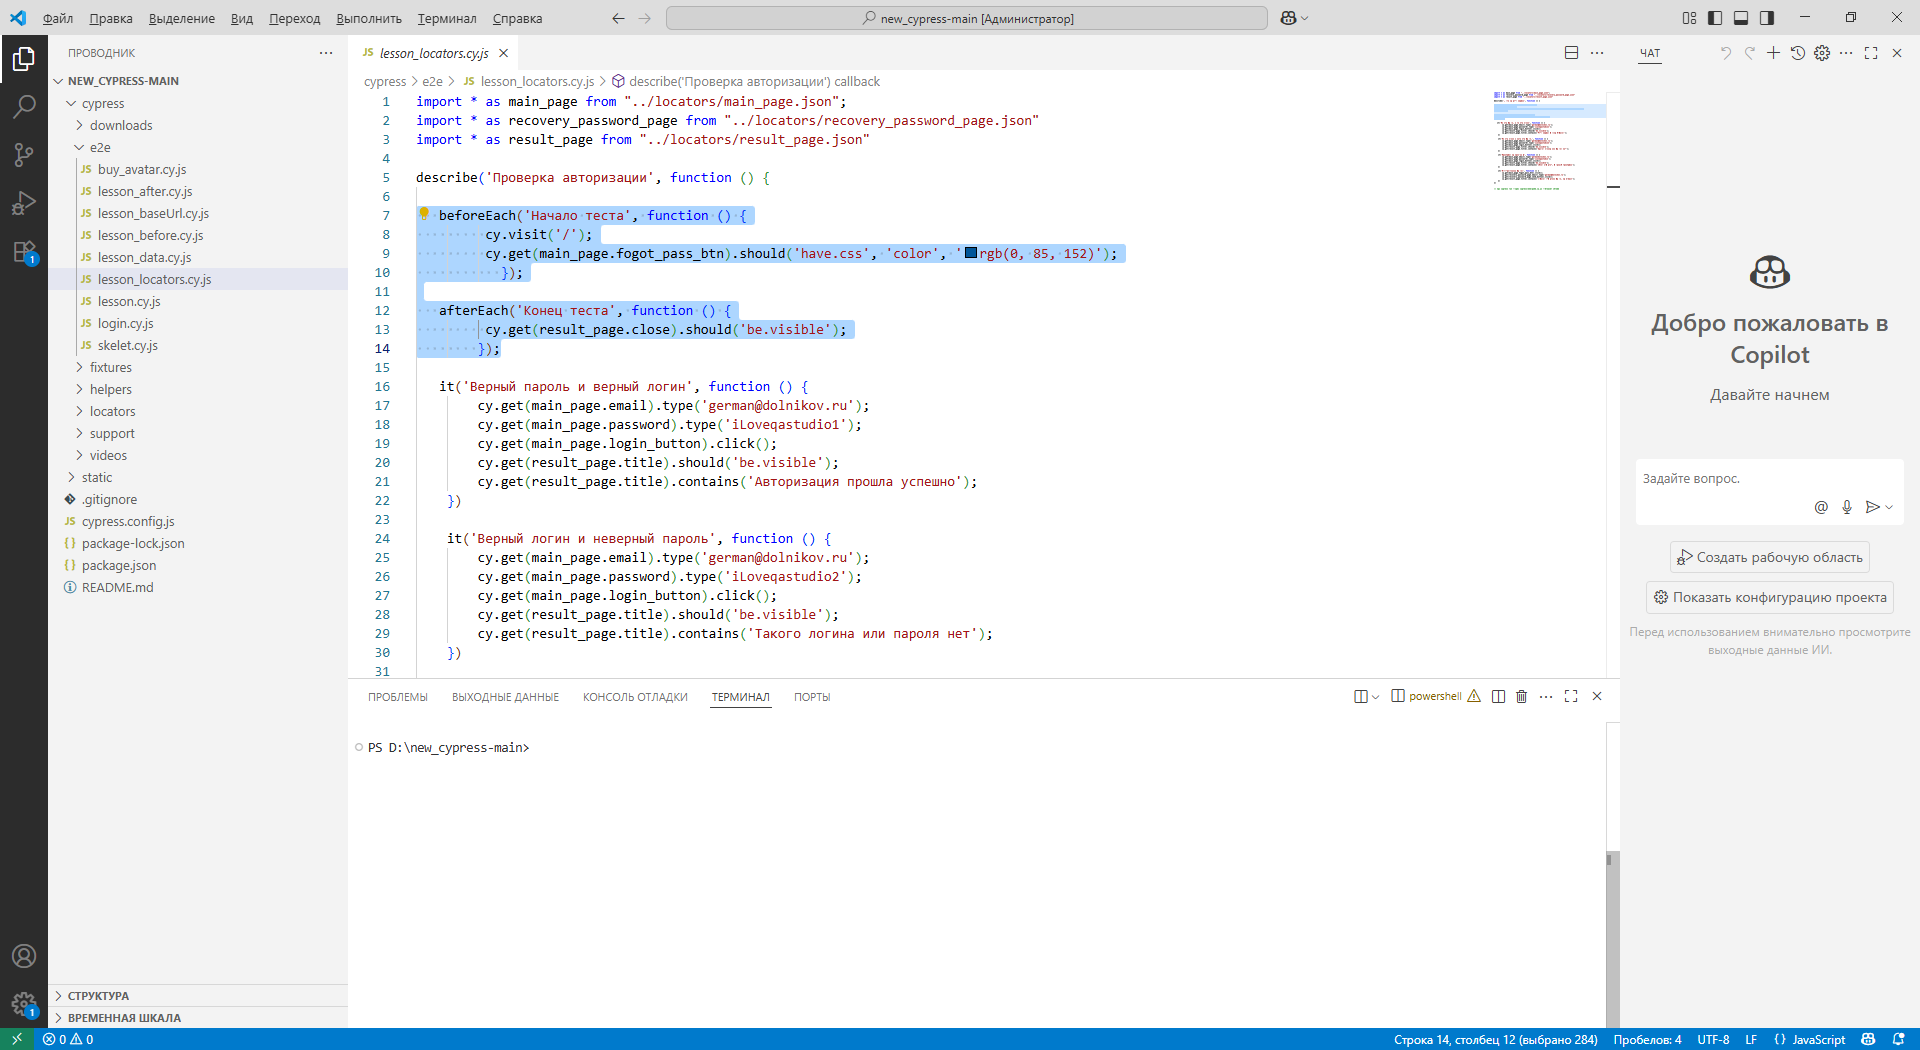 Файл Правка Выделение Вид Переход Выполнить Терминал Справка
new_cypress-main [Администратор]
ПРОВОДНИК
NEW_CYPRESS-MAIN
cypress
downloads
e2e
JS buy_avatar.cy.js
JS lesson_after.cy.js
JS lesson_baseUrl.cy.js
JS lesson_before.cy.js
JS lesson_data.cy.js
JS lesson_locators.cy.js
JS lesson.cy.js
JS login.cy.js
JS skelet.cy.js
fixtures
helpers
locators
support
videos
static
.gitignore
JS cypress.config.js
{} package-lock.json
{} package.json
README.md
СТРУКТУРА
ВРЕМЕННАЯ ШКАЛА
1
1
JS lesson_locators.cy.js
cypress > e2e > JS lesson_locators.cy.js > describe('Проверка авторизации') callback
1 import * as main_page from "../locators/main_page.json";
2 import * as recovery_password_page from "../locators/recovery_password_page.json"
3 import * as result_page from "../locators/result_page.json"
4
5 describe('Проверка авторизации', function () {
6
7 beforeEach('Начало·теста', function () {
8 cy.visit('/');
9 cy.get(main_page.fogot_pass_btn).should('have.css', 'color', 'rgb(0, 85, 152)');
10 });
11
12 afterEach('Конец·теста', function () {
13 cy.get(result_page.close).should('be.visible');
14 });
15
16 it('Верный пароль и верный логин', function () {
17 cy.get(main_page.email).type('german@dolnikov.ru');
18 cy.get(main_page.password).type('iLoveqastudio1');
19 cy.get(main_page.login_button).click();
20 cy.get(result_page.title).should('be.visible');
21 cy.get(result_page.title).contains('Авторизация прошла успешно');
22 })
23
24 it('Верный логин и неверный пароль', function () {
25 cy.get(main_page.email).type('german@dolnikov.ru');
26 cy.get(main_page.password).type('iLoveqastudio2');
27 cy.get(main_page.login_button).click();
28 cy.get(result_page.title).should('be.visible');
29 cy.get(result_page.title).contains('Такого логина или пароля нет');
30 })
31
ПРОБЛЕМЫ ВЫХОДНЫЕ ДАННЫЕ КОНСОЛЬ ОТЛАДКИ ТЕРМИНАЛ ПОРТЫ
powershell
PS D:\new_cypress-main>
ЧАТ
Добро пожаловать в
Copilot
Давайте начнем
Задайте вопрос.
Создать рабочую область
Показать конфигурацию проекта
Перед использованием внимательно просмотрите
выходные данные ИИ.
0 0
Строка 14, столбец 12 (выбрано 284) Пробелов: 4 UTF-8 LF {} JavaScript